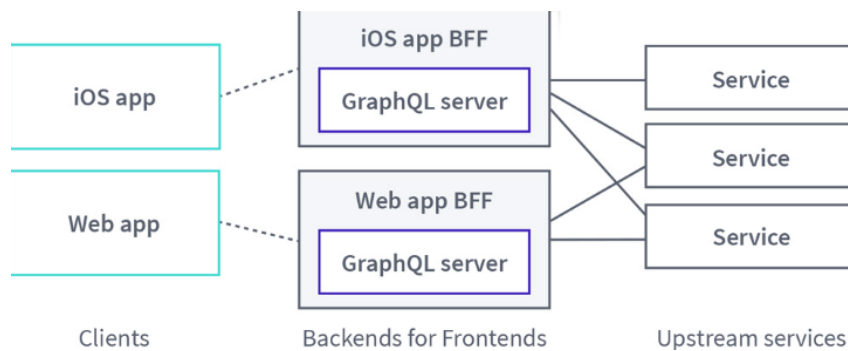 iOS app BFF
iOS app
GraphQL server
Service
Service
Web app
Web app BFF
GraphQL server
Service
Clients
Backends for Frontends
Upstream services